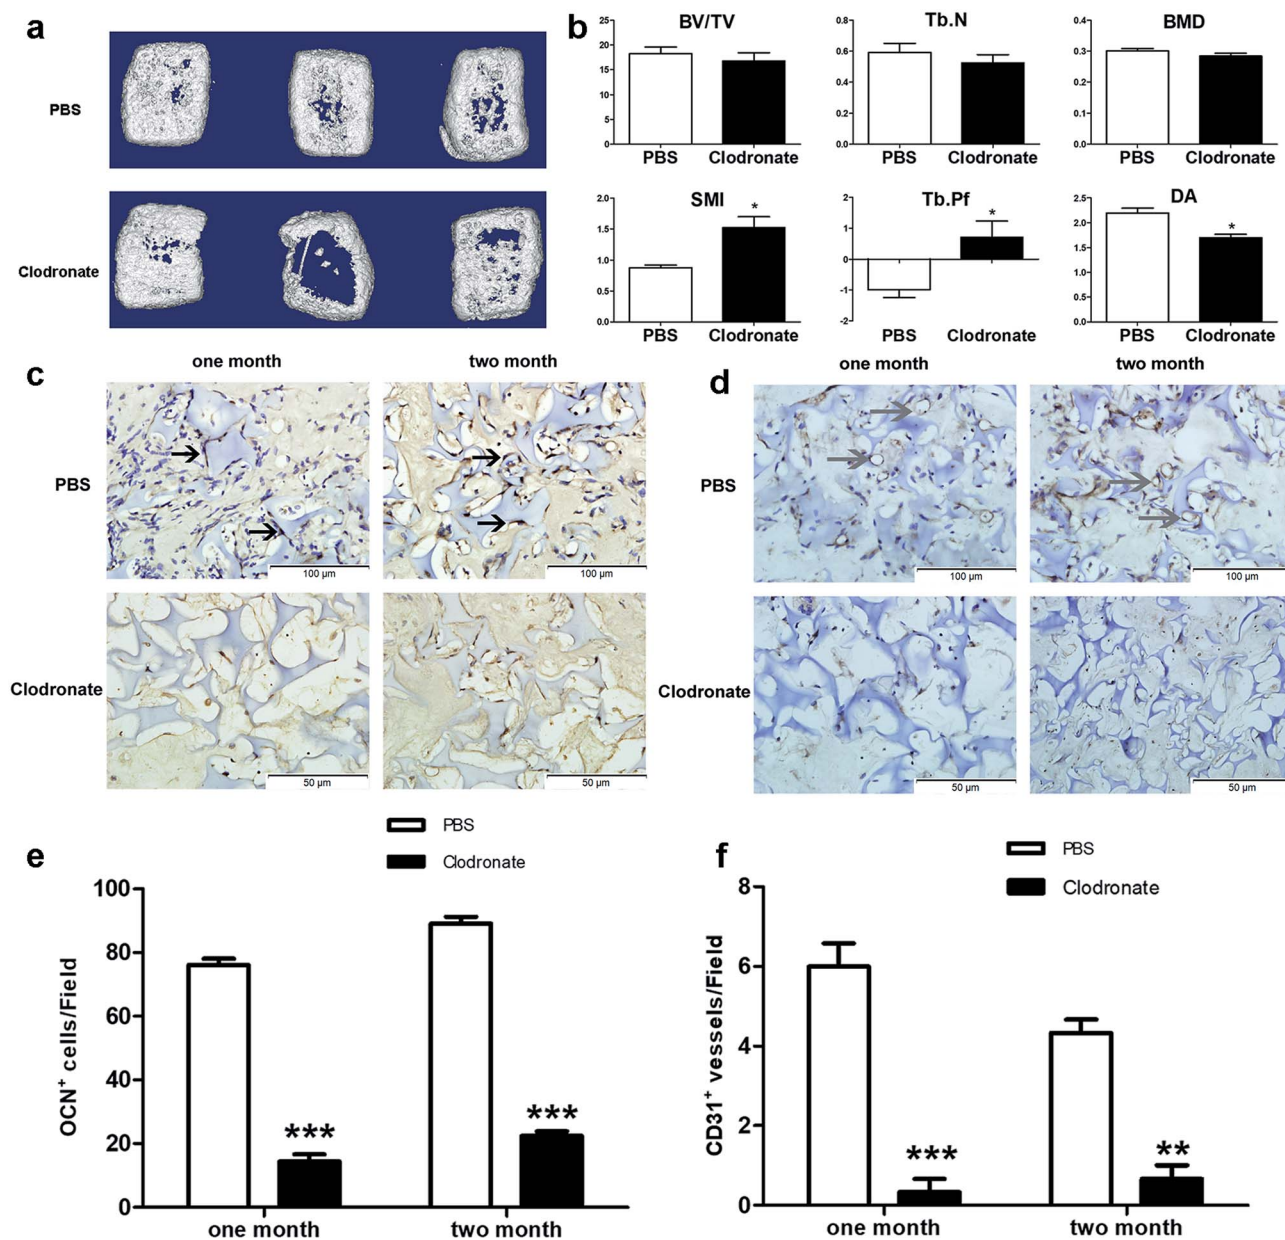 a
PBS
Clodronate
b
BV/TV
25
20
15
10
5
0
PBS Clodronate
Tb.N
0.8
0.6
0.4
0.2
0.0
PBS Clodronate
BMD
0.4
0.3
0.2
0.1
0.0
PBS Clodronate
SMI
2.0
1.5
1.0
0.5
0.0
*
PBS Clodronate
Tb.Pf
2
1
0
-1
-2
*
PBS Clodronate
DA
2.5
2.0
1.5
1.0
0.5
0.0
*
PBS Clodronate
c
one month two month
PBS
100 µm 100 µm
Clodronate
50 µm 50 µm
d
one month two month
PBS
100 µm 100 µm
Clodronate
50 µm 50 µm
e
PBS
Clodronate
OCN⁺ cells/Field
100
80
60
40
20
0
*** ***
one month two month
f
PBS
Clodronate
CD31⁺ vessels/Field
8
6
4
2
0
*** **
one month two month